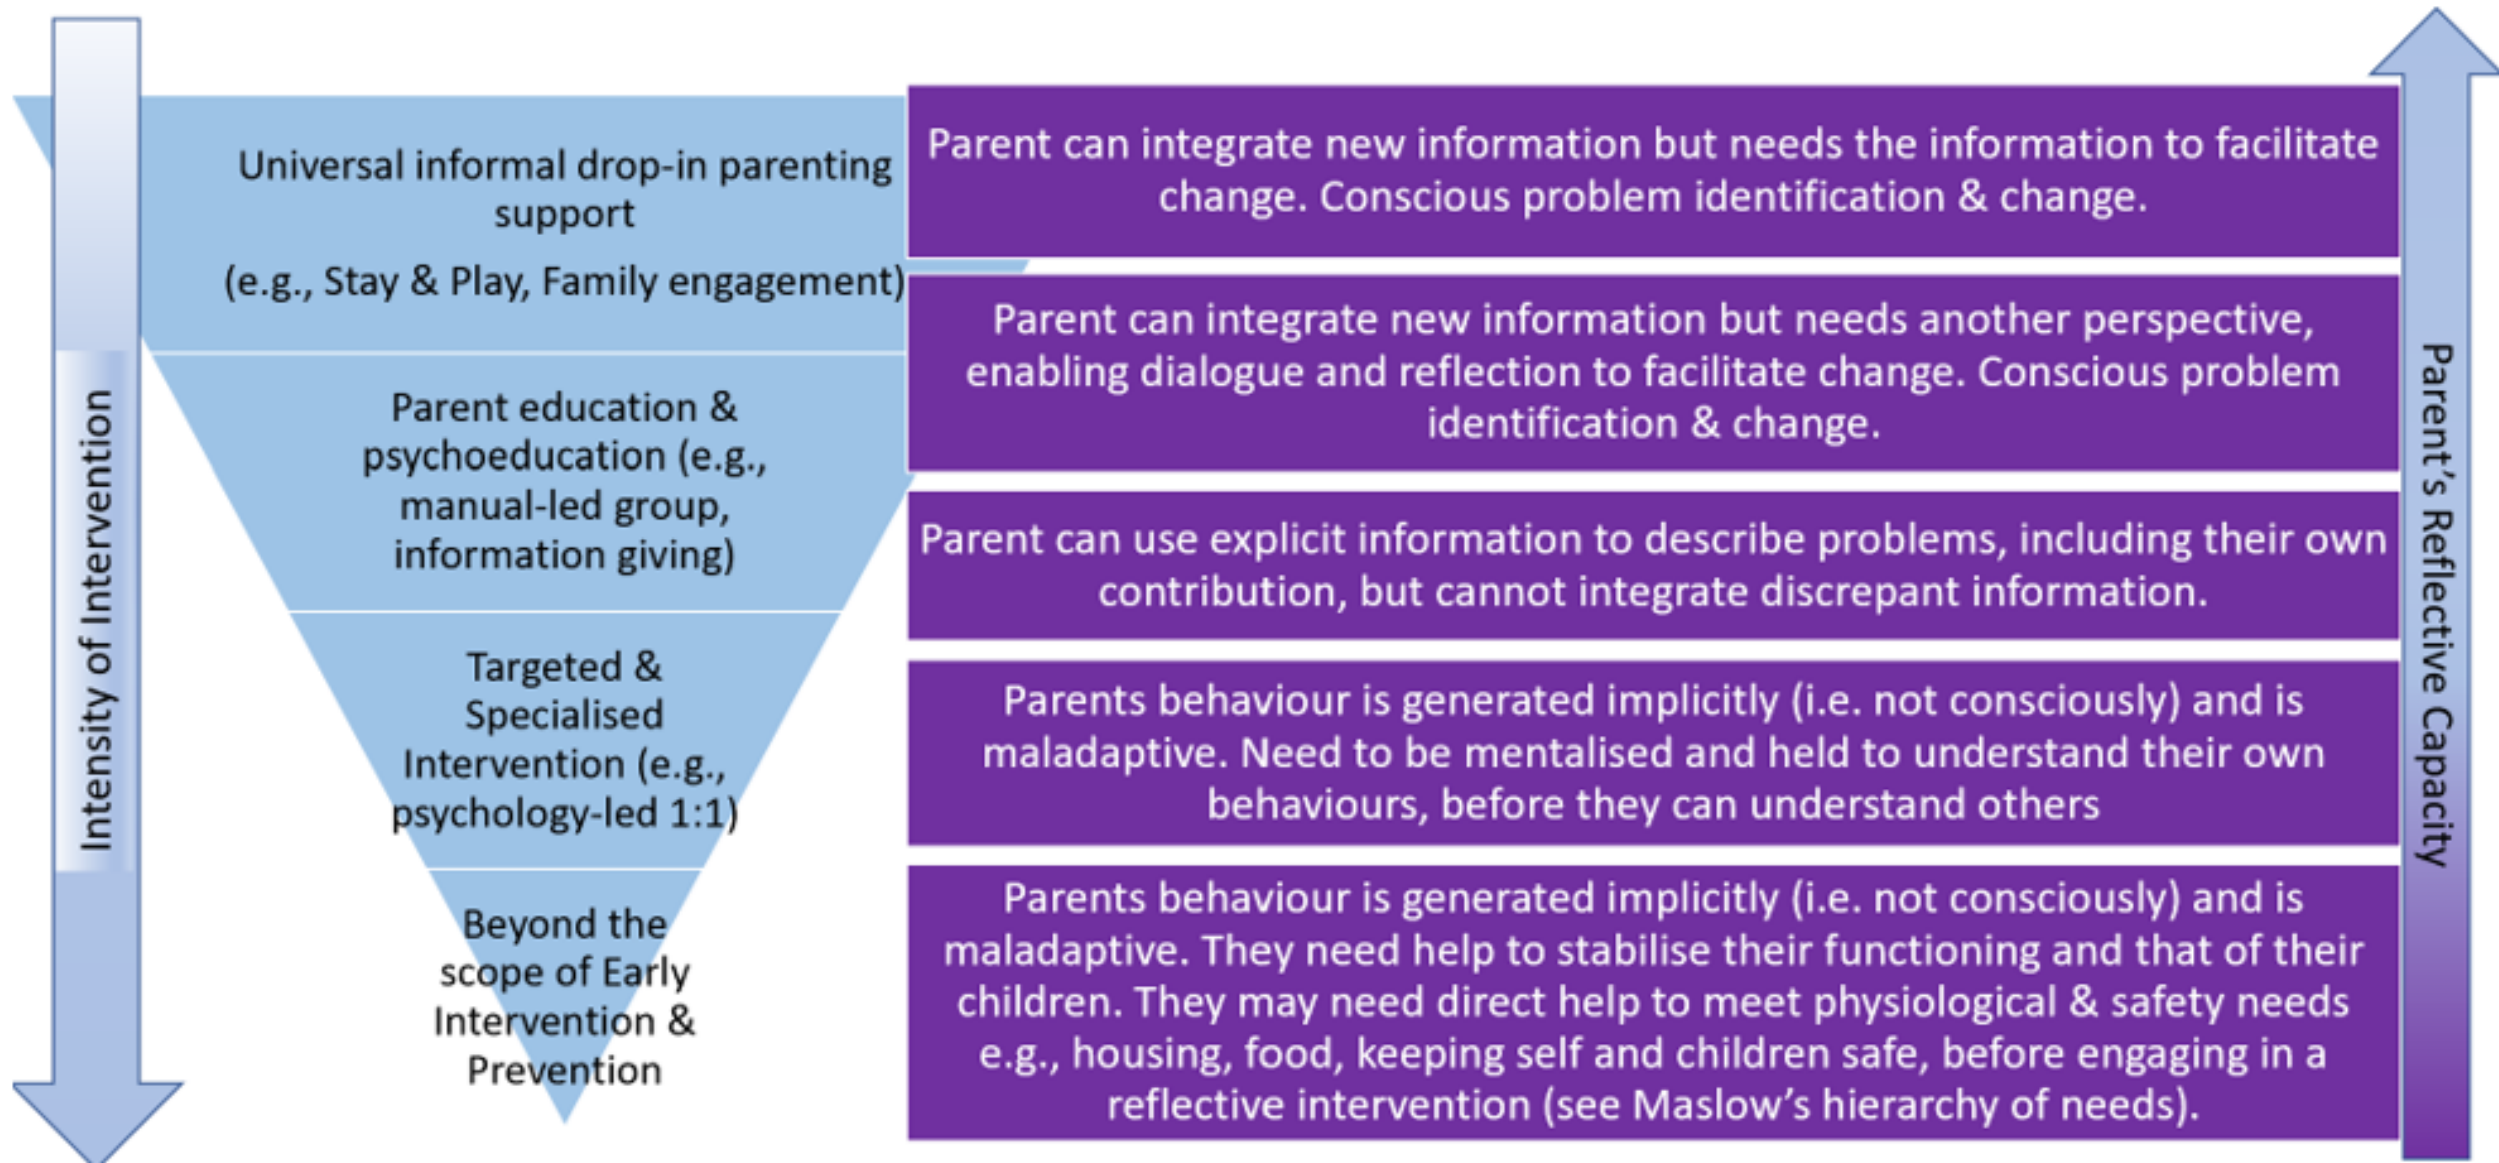 Intensity of Intervention
Universal informal drop-in parenting
support
(e.g., Stay & Play, Family engagement)
Parent education &
psychoeducation (e.g.,
manual-led group,
information giving)
Targeted &
Specialised
Intervention (e.g.,
psychology-led 1:1)
Beyond the
scope of Early
Intervention &
Prevention
Parent can integrate new information but needs the information to facilitate
change. Conscious problem identification & change.
Parent can integrate new information but needs another perspective,
enabling dialogue and reflection to facilitate change. Conscious problem
identification & change.
Parent can use explicit information to describe problems, including their own
contribution, but cannot integrate discrepant information.
Parents behaviour is generated implicitly (i.e. not consciously) and is
maladaptive. Need to be mentalised and held to understand their own
behaviours, before they can understand others
Parents behaviour is generated implicitly (i.e. not consciously) and is
maladaptive. They need help to stabilise their functioning and that of their
children. They may need direct help to meet physiological & safety needs
e.g., housing, food, keeping self and children safe, before engaging in a
reflective intervention (see Maslow's hierarchy of needs).
Parent's Reflective Capacity